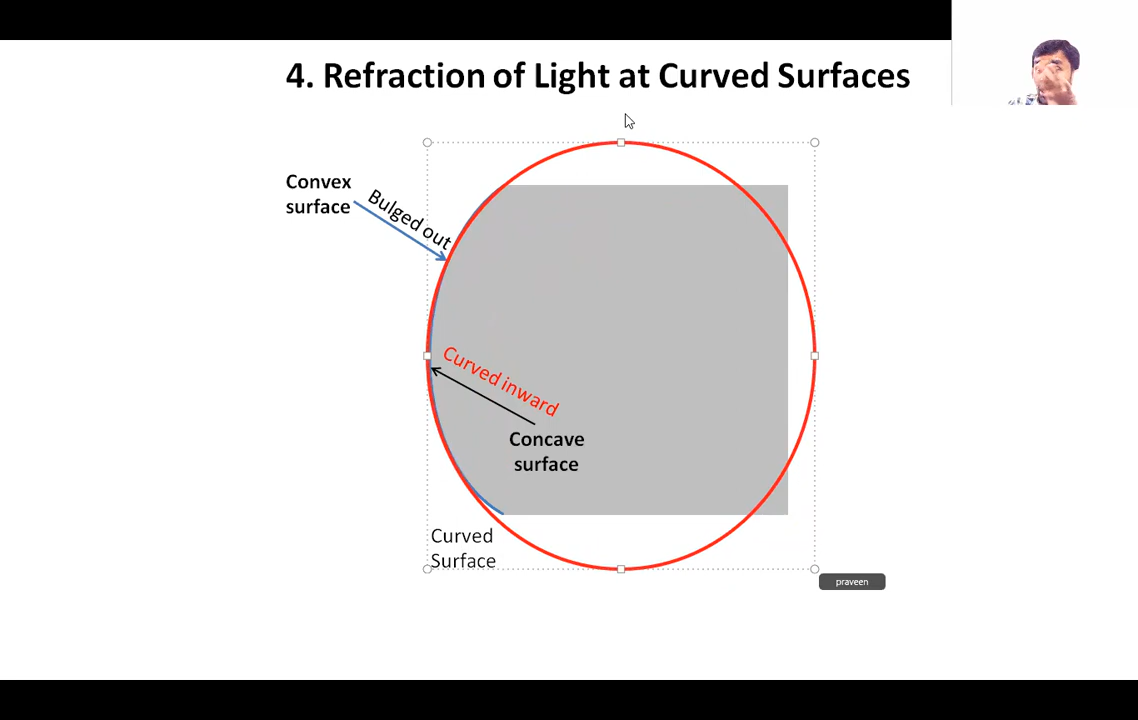 4. Refraction of Light at Curved Surfaces
Convex
surface
Bulged out
Curved inward
Concave
surface
Curved
Surface
praveen